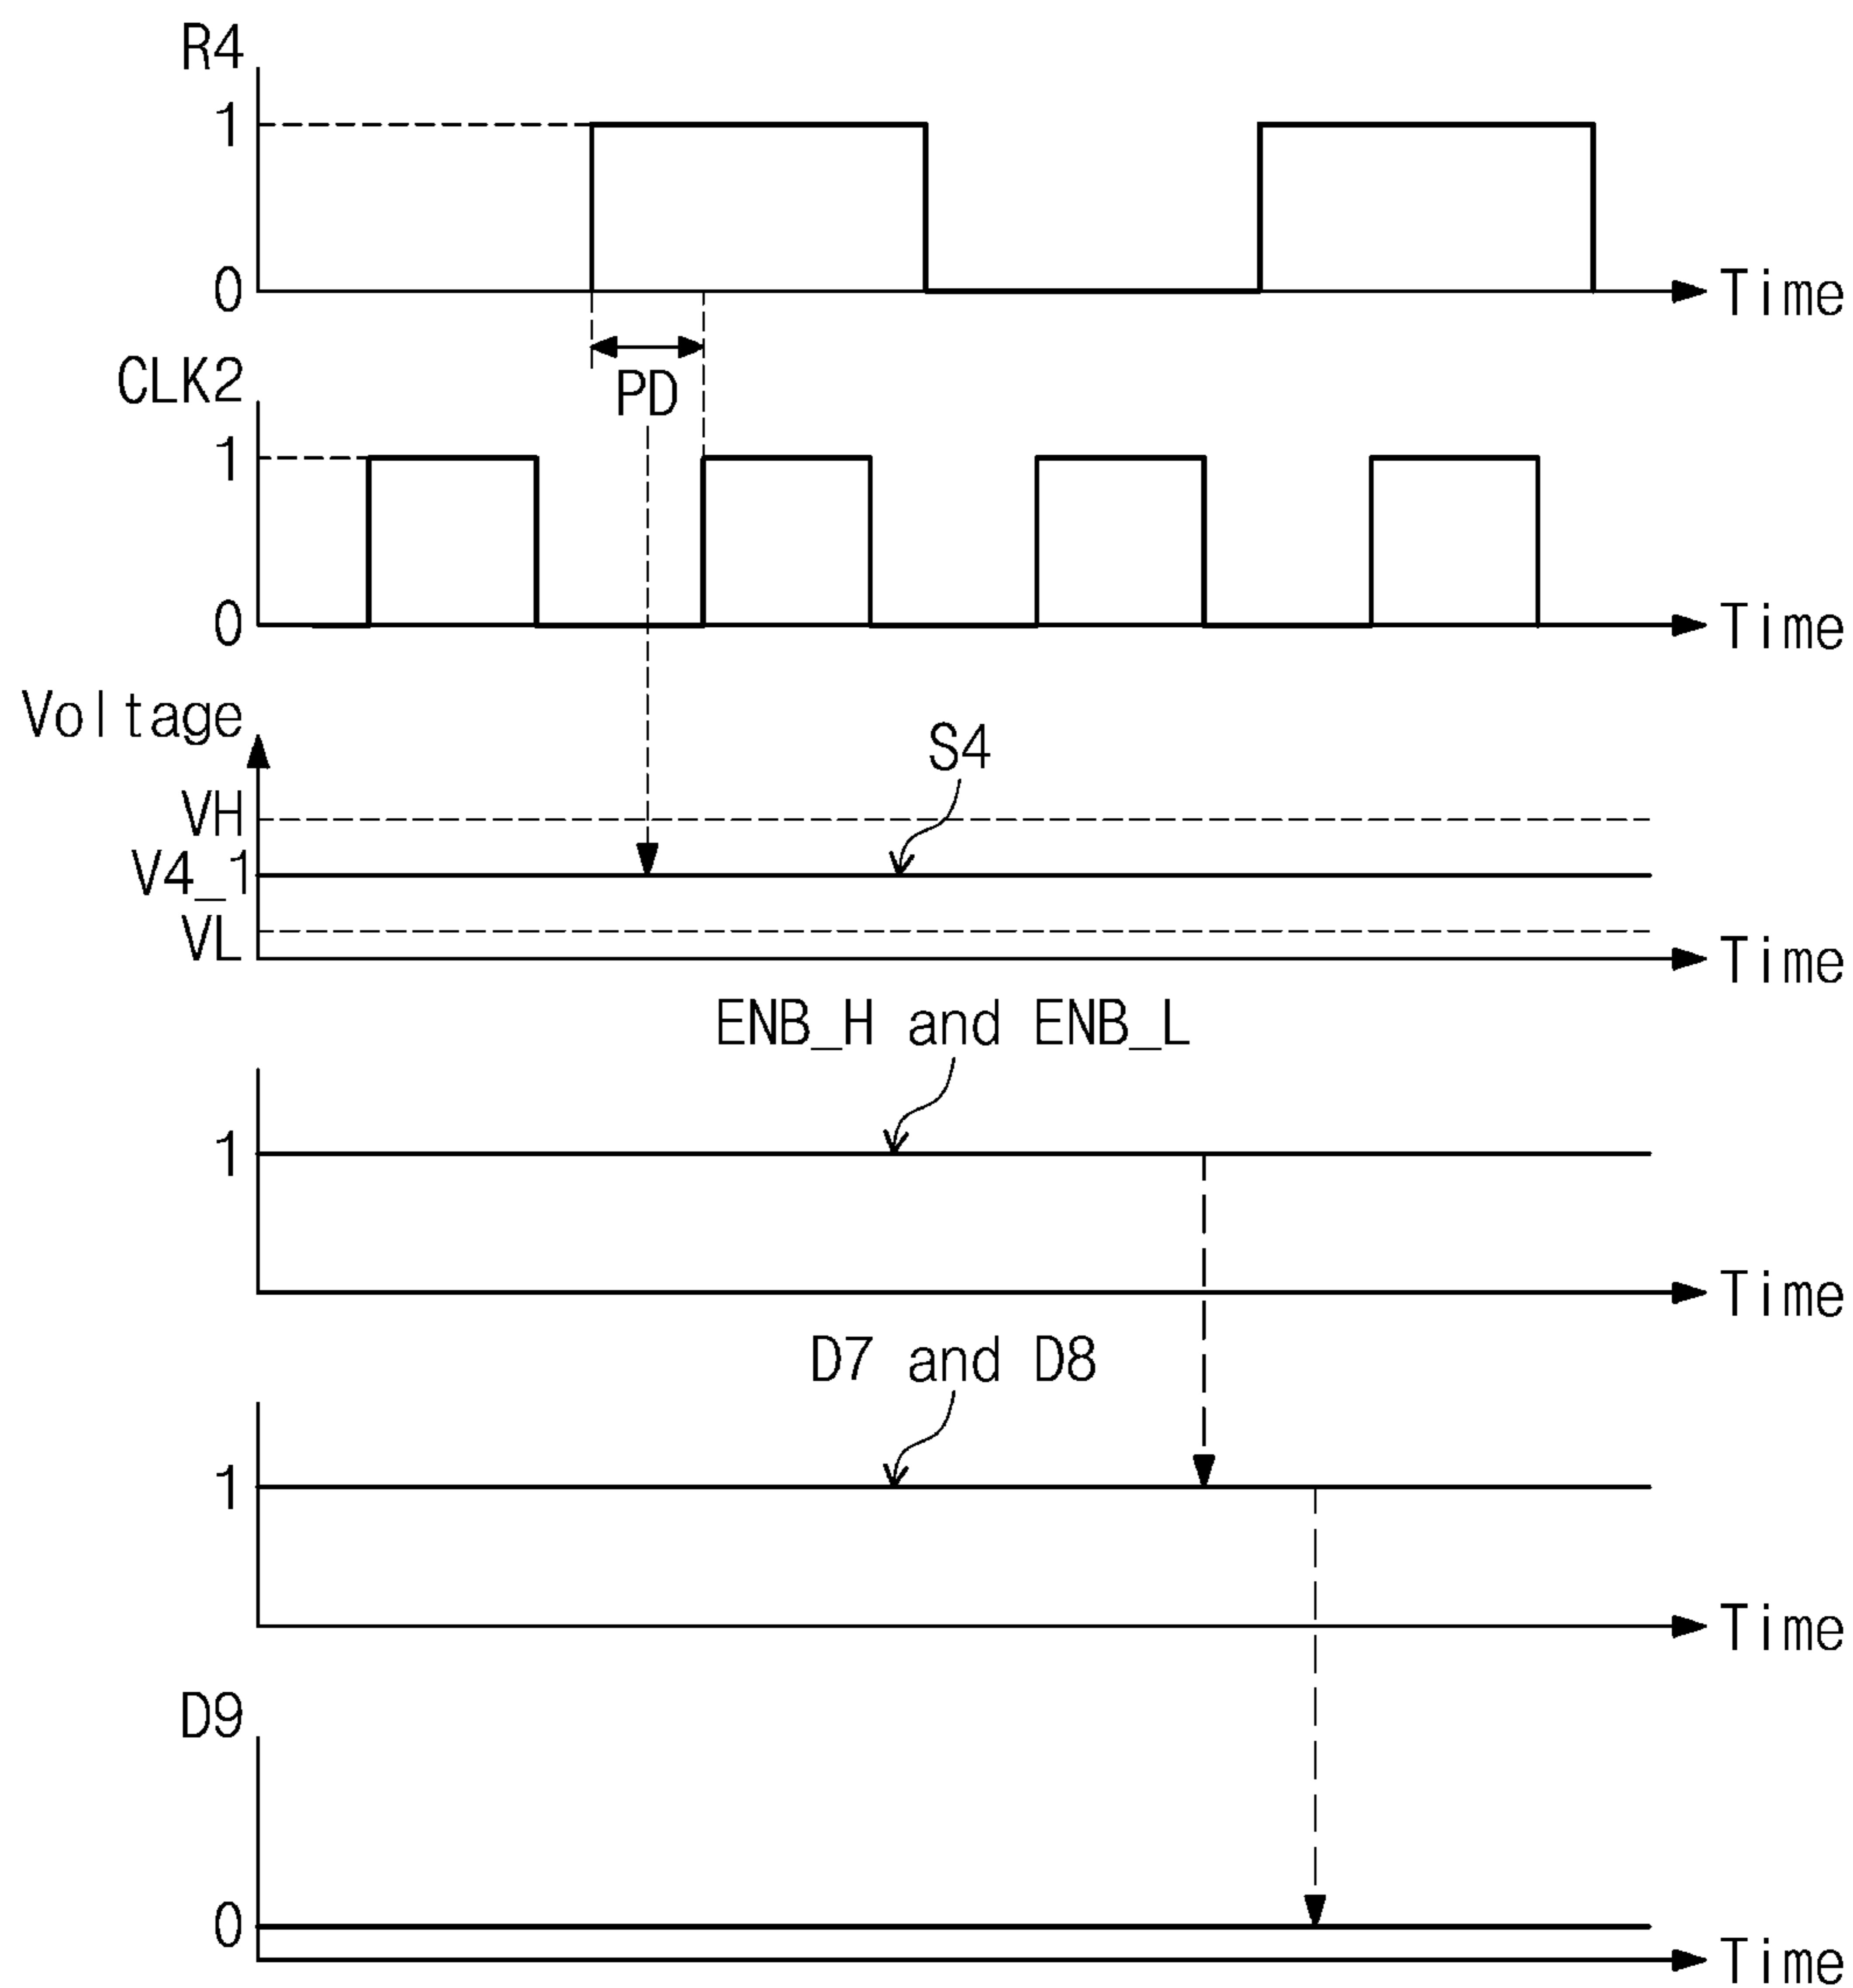 R4
1
0
Time
PD
CLK2
1
0
Time
Voltage
S4
VH
V4_1
VL
Time
ENB_H and ENB_L
1
Time
D7 and D8
1
Time
D9
0
Time